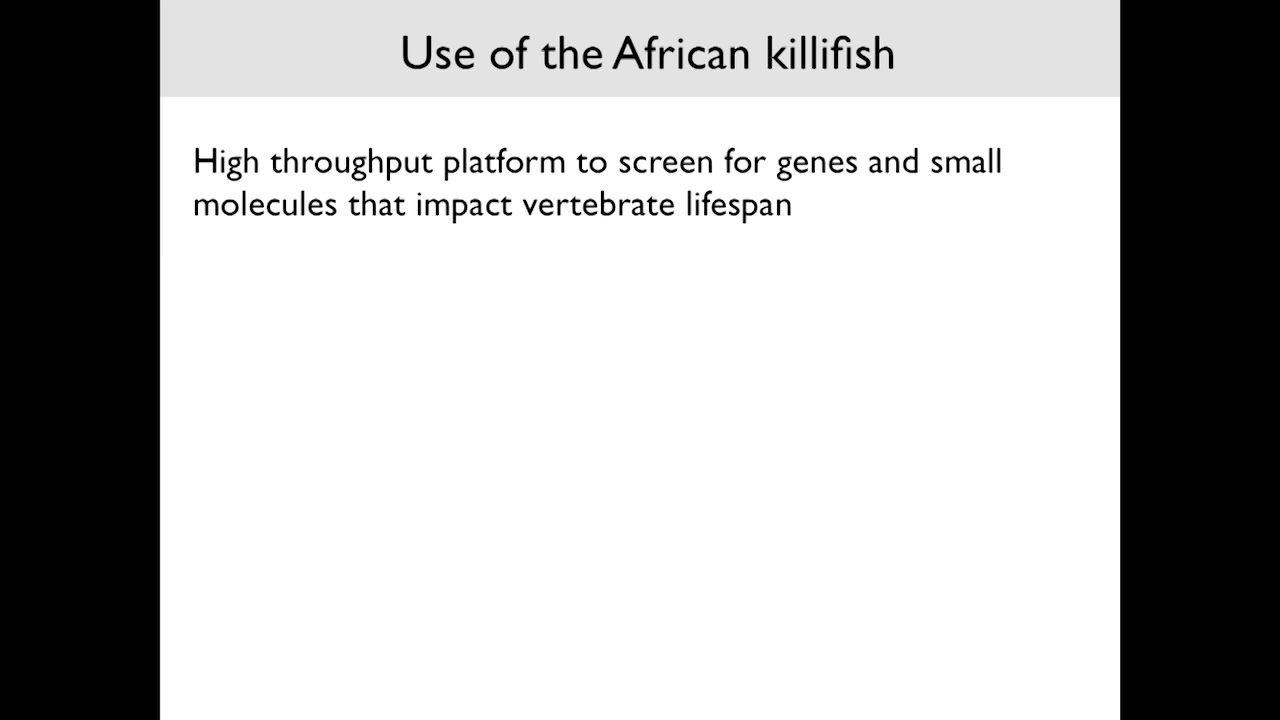 Use of the African killifish
High throughput platform to screen for genes and small
molecules that impact vertebrate lifespan